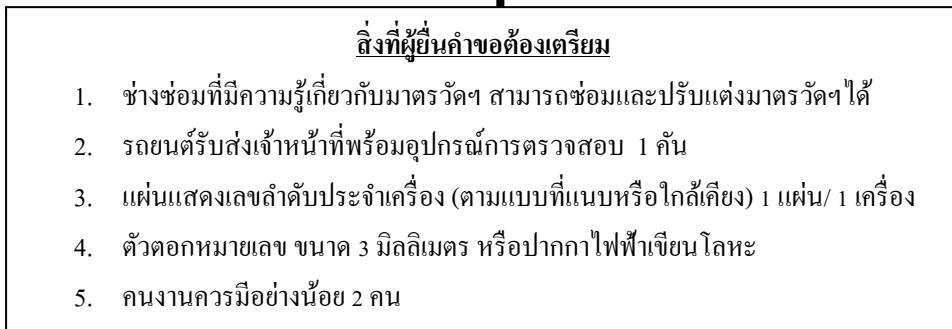 สิ่งที่ผู้ยื่นคำขอต้องเตรียม
1. ช่างซ่อมที่มีความรู้เกี่ยวกับมาตรวัดฯ สามารถซ่อมและปรับแต่งมาตรวัดฯได้
2. รถยนต์รับส่งเจ้าหน้าที่พร้อมอุปกรณ์การตรวจสอบ 1 คัน
3. แผ่นแสดงเลขลำดับประจำเครื่อง (ตามแบบที่แนบหรือใกล้เคียง) 1 แผ่น/ 1 เครื่อง
4. ตัวตอกหมายเลข ขนาด 3 มิลลิเมตร หรือปากกาไฟฟ้าเขียนโลหะ
5. คนงานควรมีอย่างน้อย 2 คน